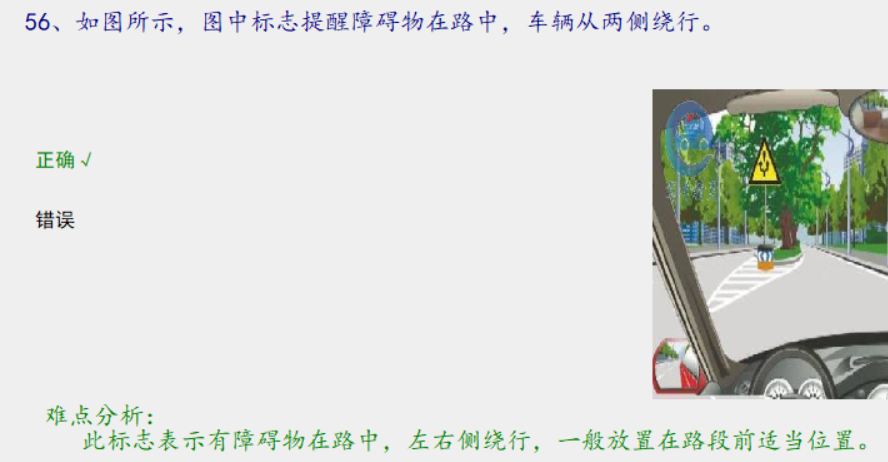 56、如图所示，图中标志提醒障碍物在路中，车辆从两侧绕行。
正确√
错误
难点分析：
此标志表示有障碍物在路中，左右侧绕行，一般放置在路段前适当位置。